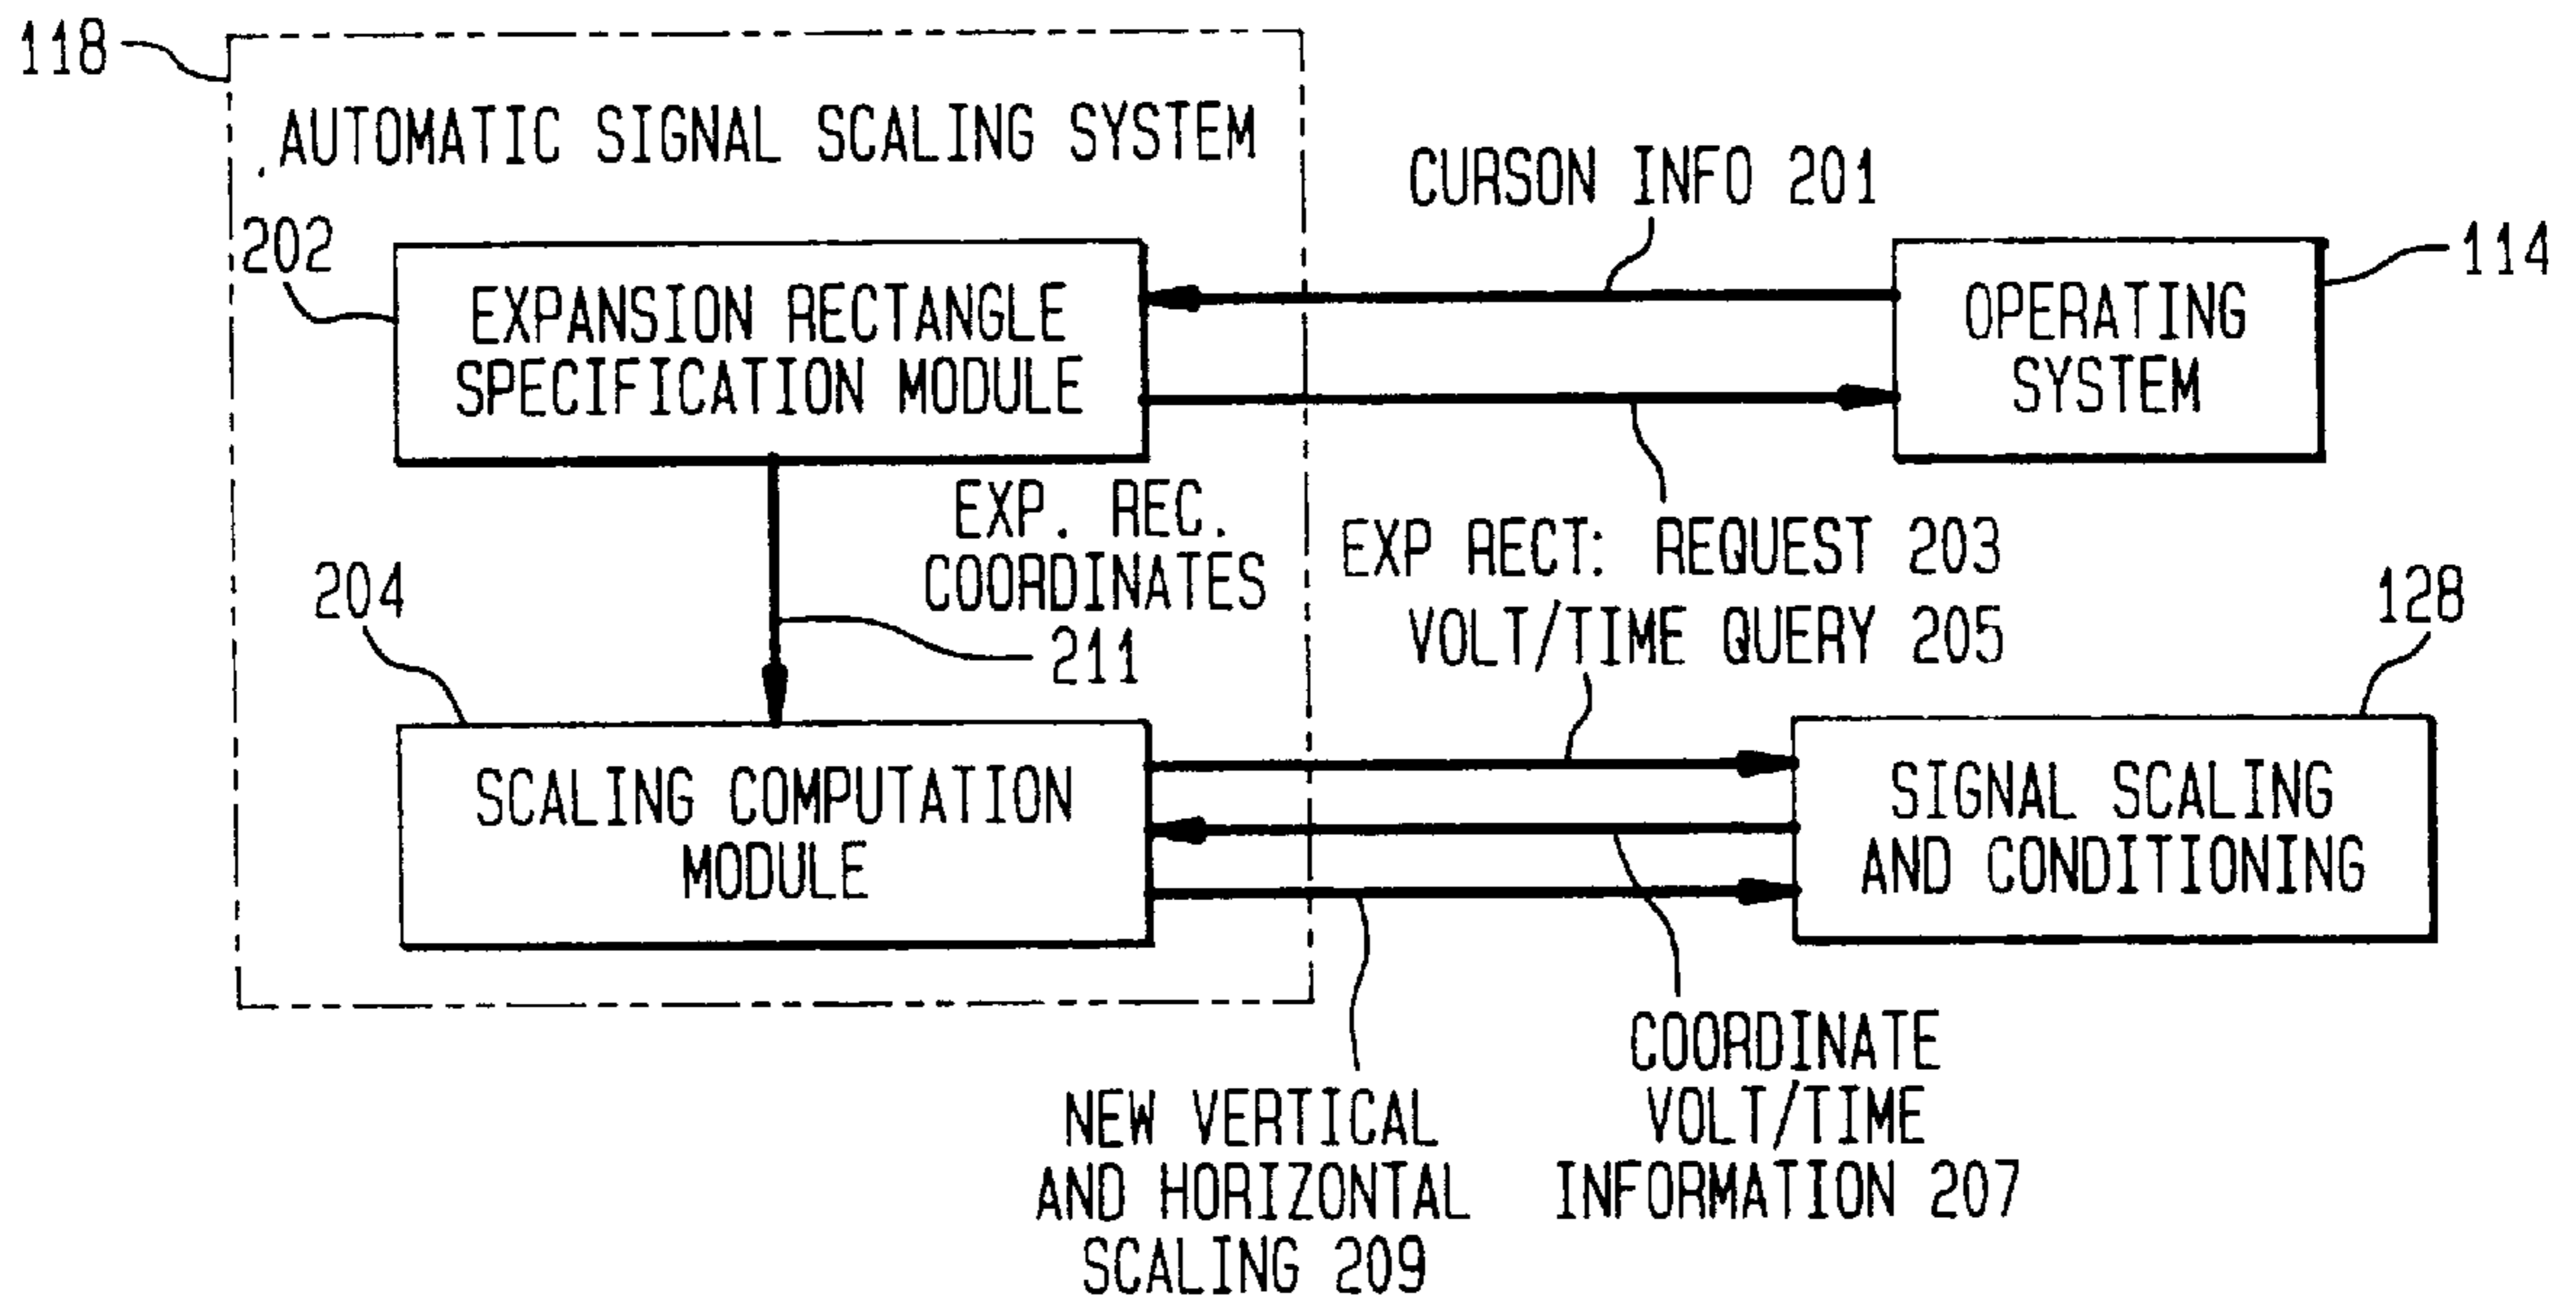 118
AUTOMATIC SIGNAL SCALING SYSTEM
CURSON INFO 201
202
114
EXPANSION RECTANGLE
SPECIFICATION MODULE
OPERATING
SYSTEM
EXP. REC.
COORDINATES
211
EXP RECT: REQUEST 203
VOLT/TIME QUERY 205
204
128
SCALING COMPUTATION
MODULE
SIGNAL SCALING
AND CONDITIONING
COORDINATE
VOLT/TIME
INFORMATION 207
NEW VERTICAL
AND HORIZONTAL
SCALING 209